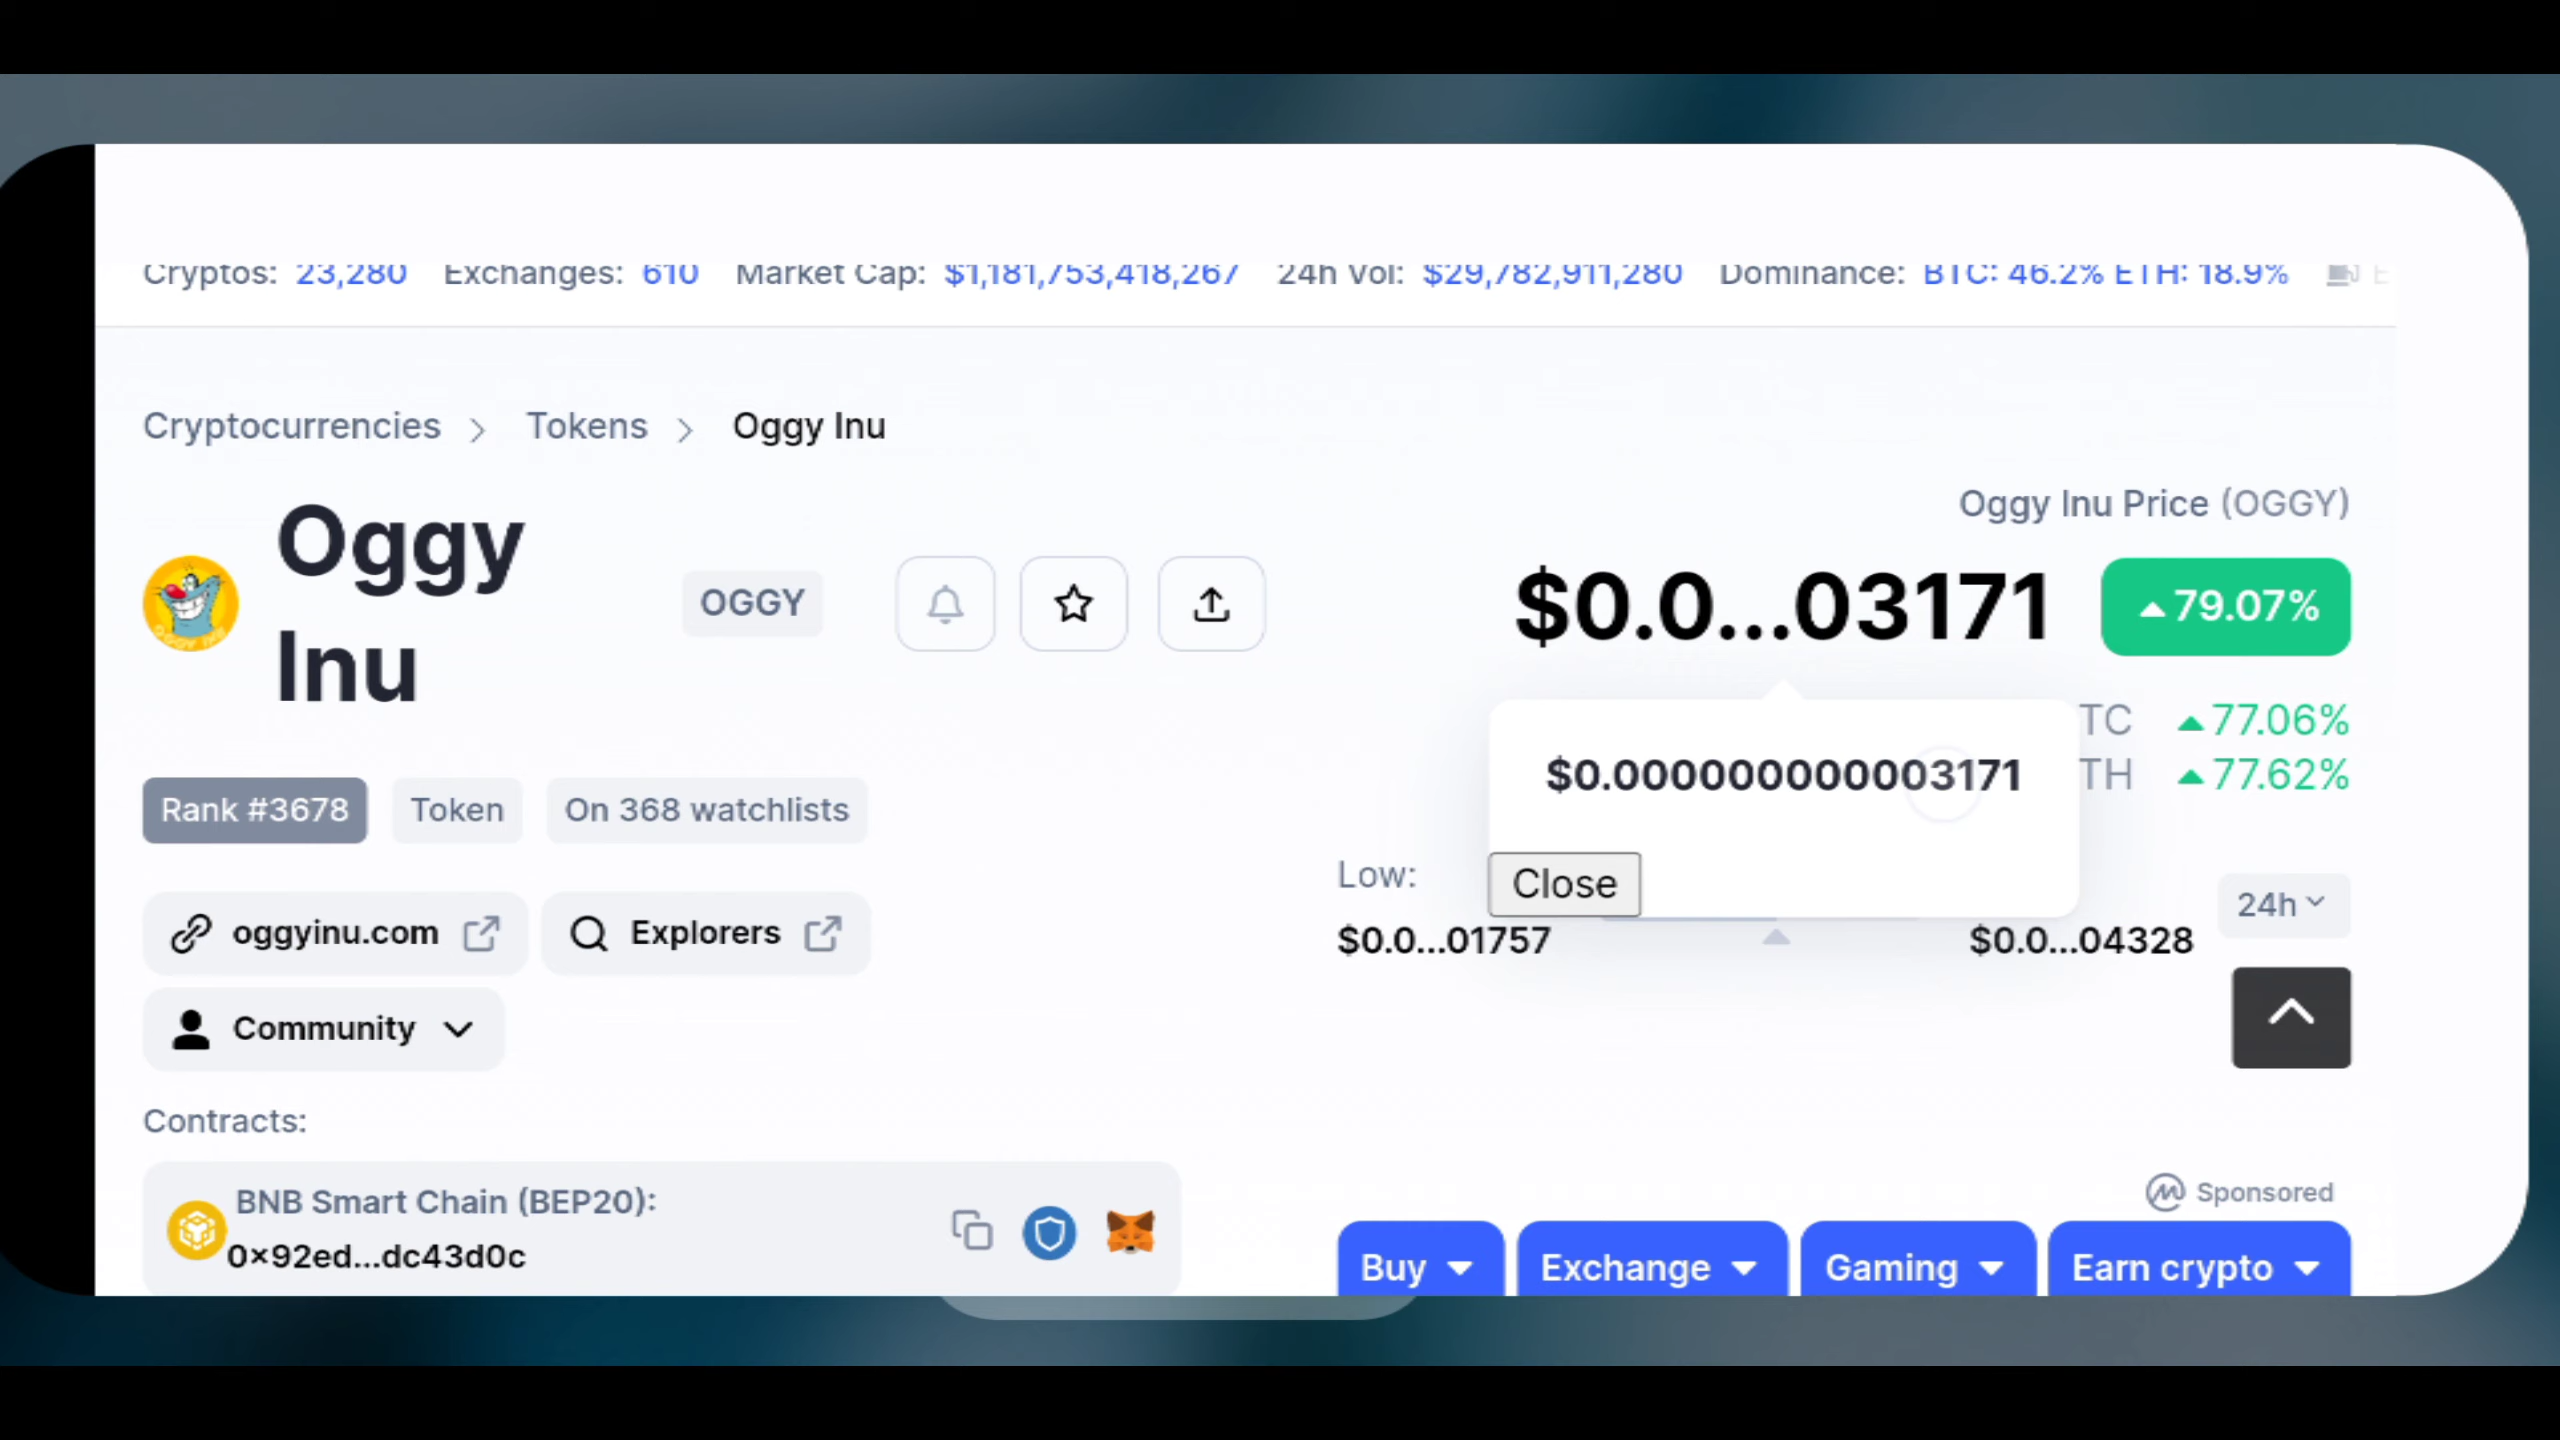 Cryptos: 23,280 Exchanges: 610 Market Cap: $1,181,753,418,267 24h Vol: $29,782,911,280 Dominance: BTC: 46.2% ETH: 18.9%
Cryptocurrencies > Tokens > Oggy Inu
Oggy Inu Price (OGGY)
Oggy
Inu
OGGY
$0.0...03171
79.07%
TC 77.06%
$0.0000000000003171
TH 77.62%
Rank #3678
Token
On 368 watchlists
Close
Low:
24h
$0.0...01757
$0.0...04328
oggyinu.com
Explorers
Community
Contracts:
BNB Smart Chain (BEP20):
0×92ed...dc43d0c
Sponsored
Buy
Exchange
Gaming
Earn crypto